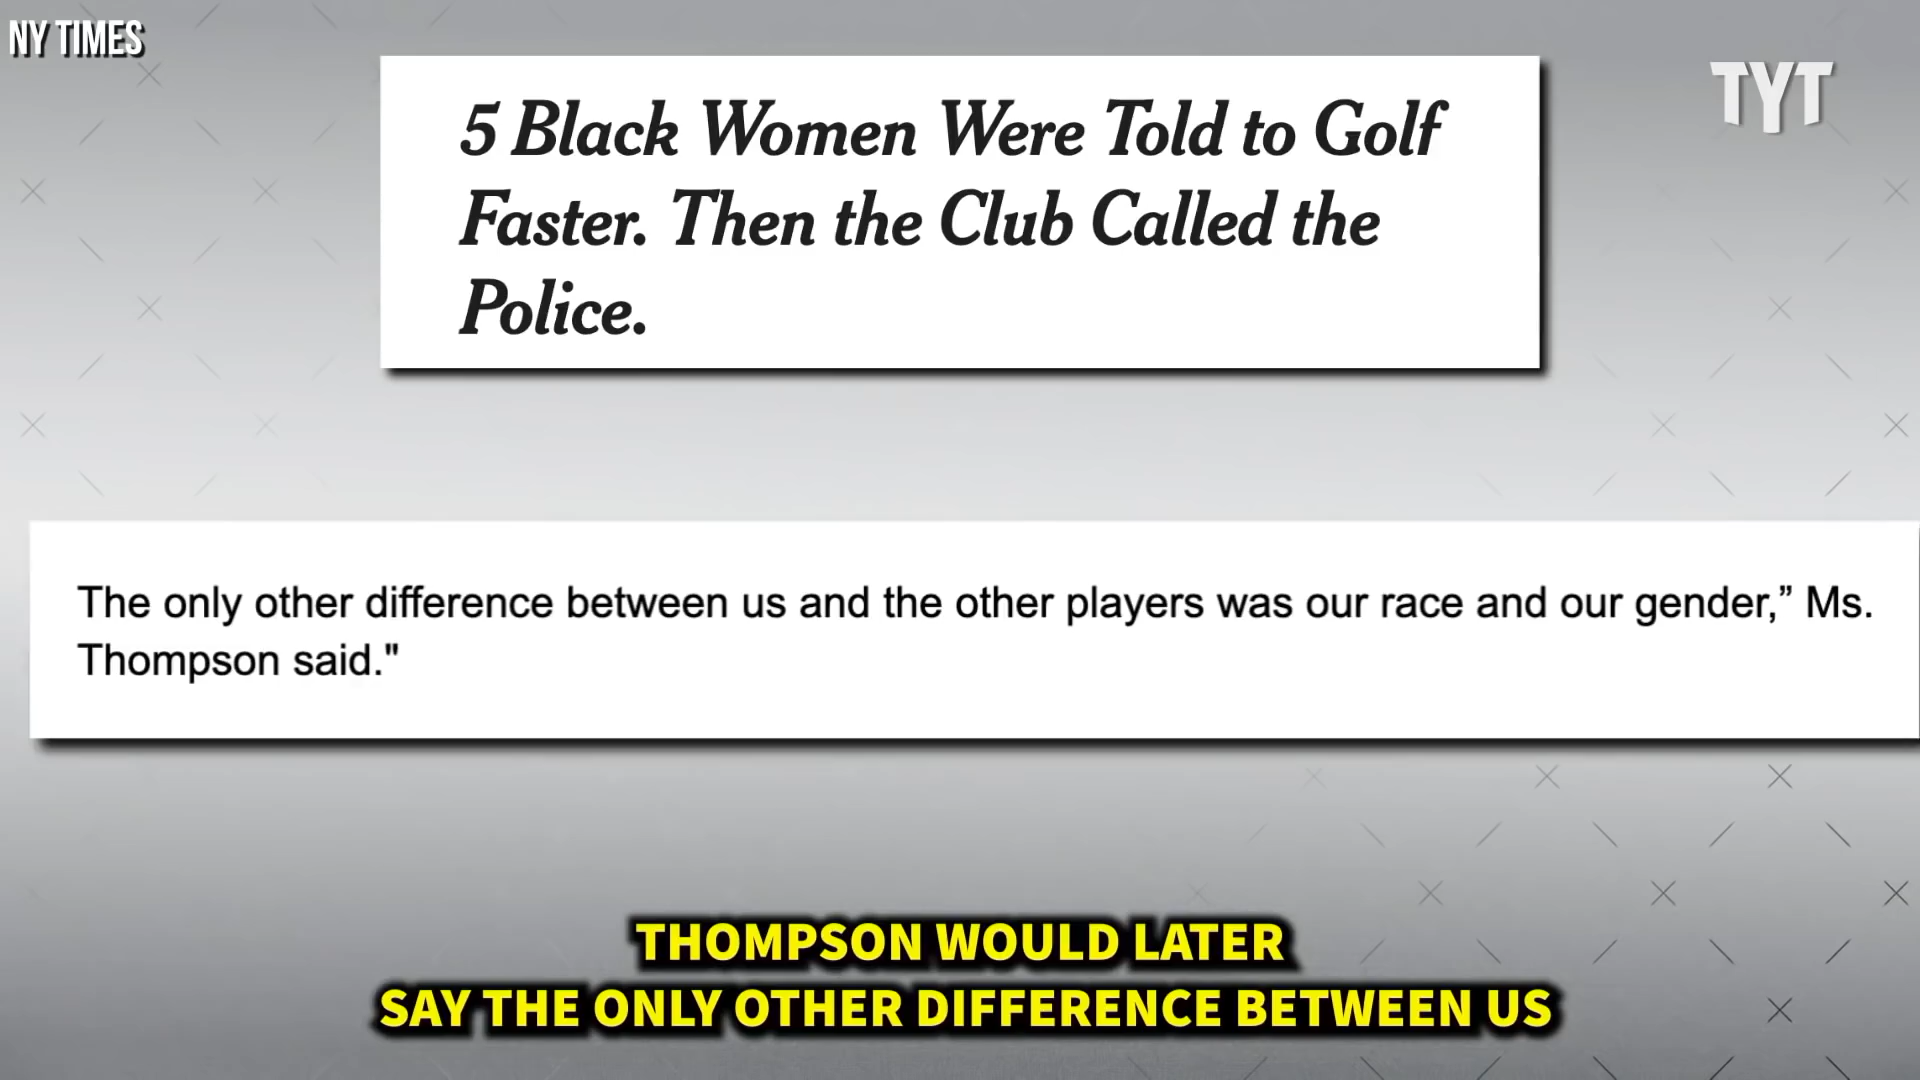 NY TIMES
TYT
5 Black Women Were Told to Golf
Faster. Then the Club Called the
Police.
The only other difference between us and the other players was our race and our gender,” Ms.
Thompson said."
THOMPSON WOULD LATER
SAY THE ONLY OTHER DIFFERENCE BETWEEN US